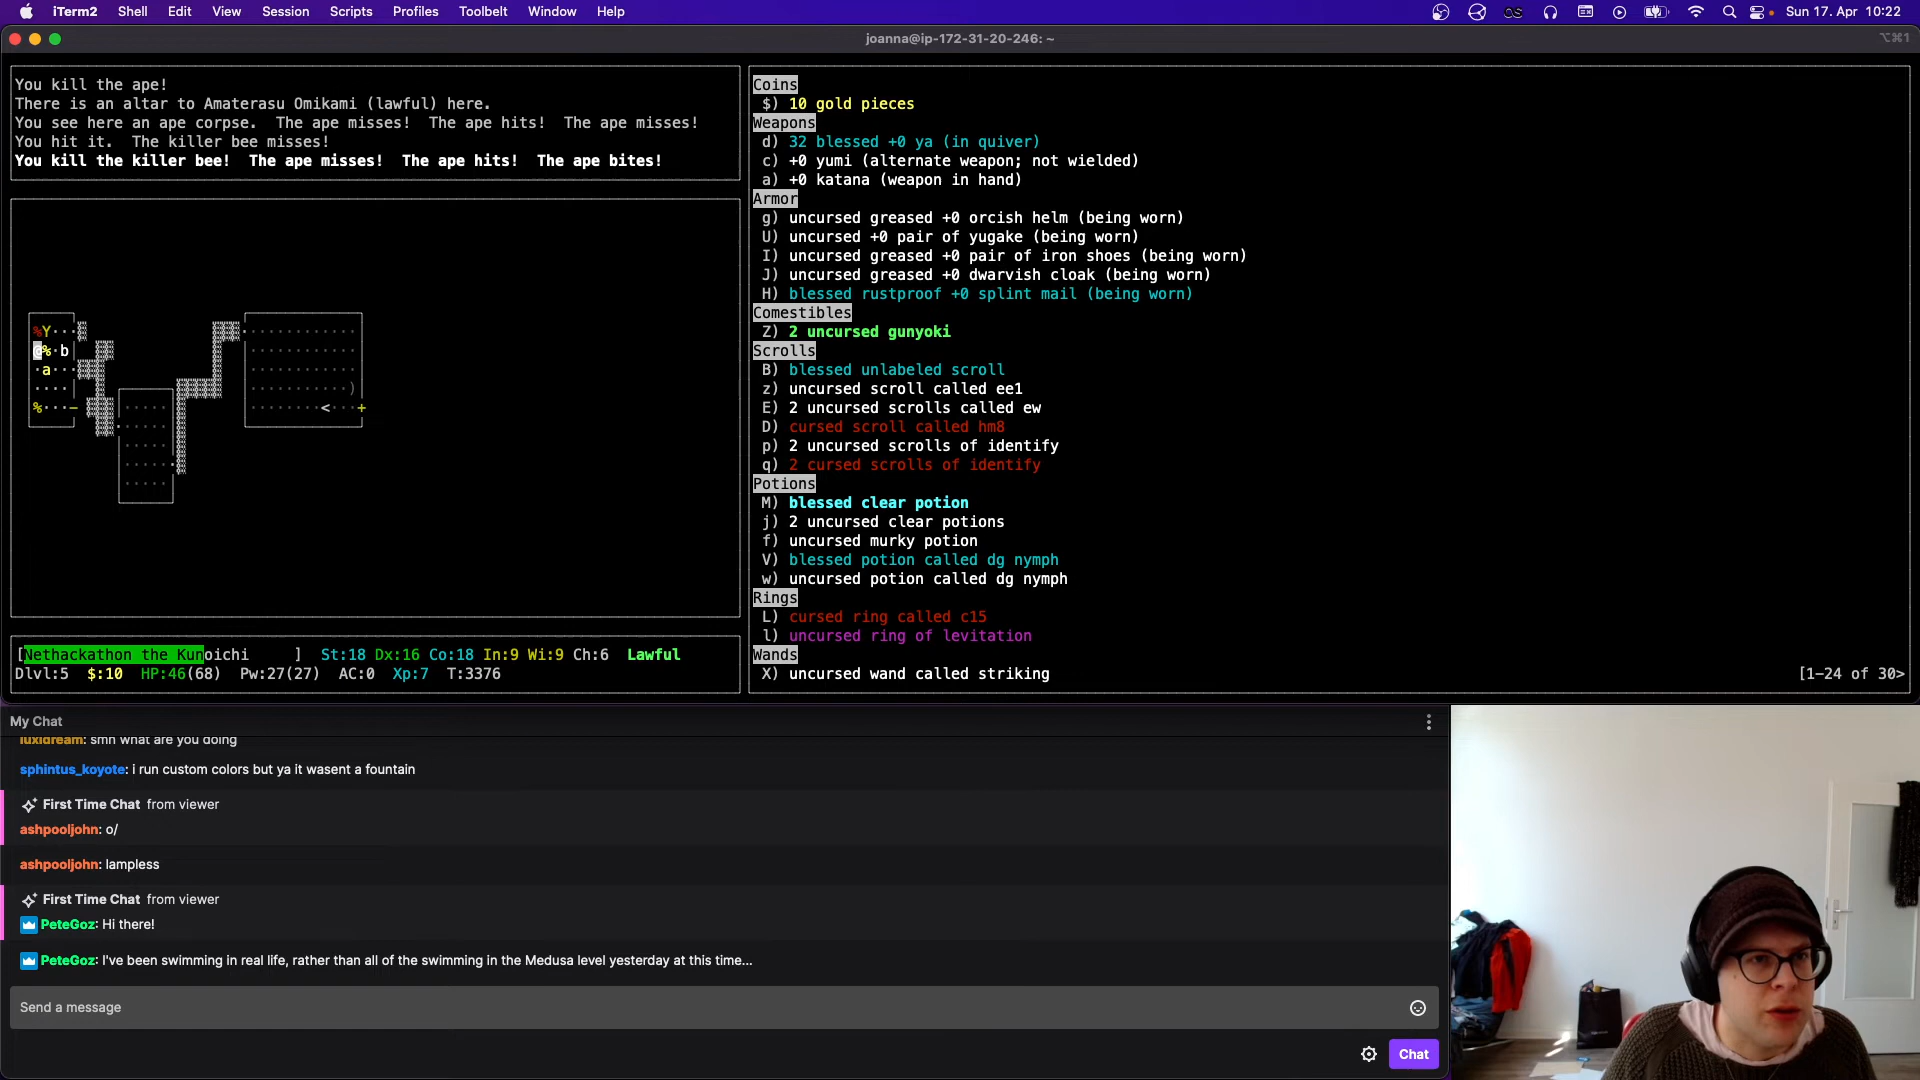 iTerm2 Shell Edit View Session Scripts Profiles Toolbelt Window Help
Sun 17. Apr 10:22
joanna@ip-172-31-20-246: ~
⌥⌘1
You kill the ape!
There is an altar to Amaterasu Omikami (lawful) here.
You see here an ape corpse. The ape misses! The ape hits! The ape misses!
You hit it. The killer bee misses!
You kill the killer bee! The ape misses! The ape hits! The ape bites!
%Y···
@%·b
·a···
····
%···–
·············
············
············
···········)
········<···+
[Nethackathon the Kunoichi ] St:18 Dx:16 Co:18 In:9 Wi:9 Ch:6 Lawful
Dlvl:5 $:10 HP:46(68) Pw:27(27) AC:0 Xp:7 T:3376
Coins
$) 10 gold pieces
Weapons
d) 32 blessed +0 ya (in quiver)
c) +0 yumi (alternate weapon; not wielded)
a) +0 katana (weapon in hand)
Armor
g) uncursed greased +0 orcish helm (being worn)
U) uncursed +0 pair of yugake (being worn)
I) uncursed greased +0 pair of iron shoes (being worn)
J) uncursed greased +0 dwarvish cloak (being worn)
H) blessed rustproof +0 splint mail (being worn)
Comestibles
Z) 2 uncursed gunyoki
Scrolls
B) blessed unlabeled scroll
z) uncursed scroll called ee1
E) 2 uncursed scrolls called ew
D) cursed scroll called hm8
p) 2 uncursed scrolls of identify
q) 2 cursed scrolls of identify
Potions
M) blessed clear potion
j) 2 uncursed clear potions
f) uncursed murky potion
V) blessed potion called dg nymph
w) uncursed potion called dg nymph
Rings
L) cursed ring called c15
l) uncursed ring of levitation
Wands
X) uncursed wand called striking
[1-24 of 30>
My Chat
luxidream: smh what are you doing
sphintus_koyote: i run custom colors but ya it wasent a fountain
First Time Chat from viewer
ashpooljohn: o/
ashpooljohn: lampless
First Time Chat from viewer
PeteGoz: Hi there!
PeteGoz: I've been swimming in real life, rather than all of the swimming in the Medusa level yesterday at this time...
Send a message
Chat